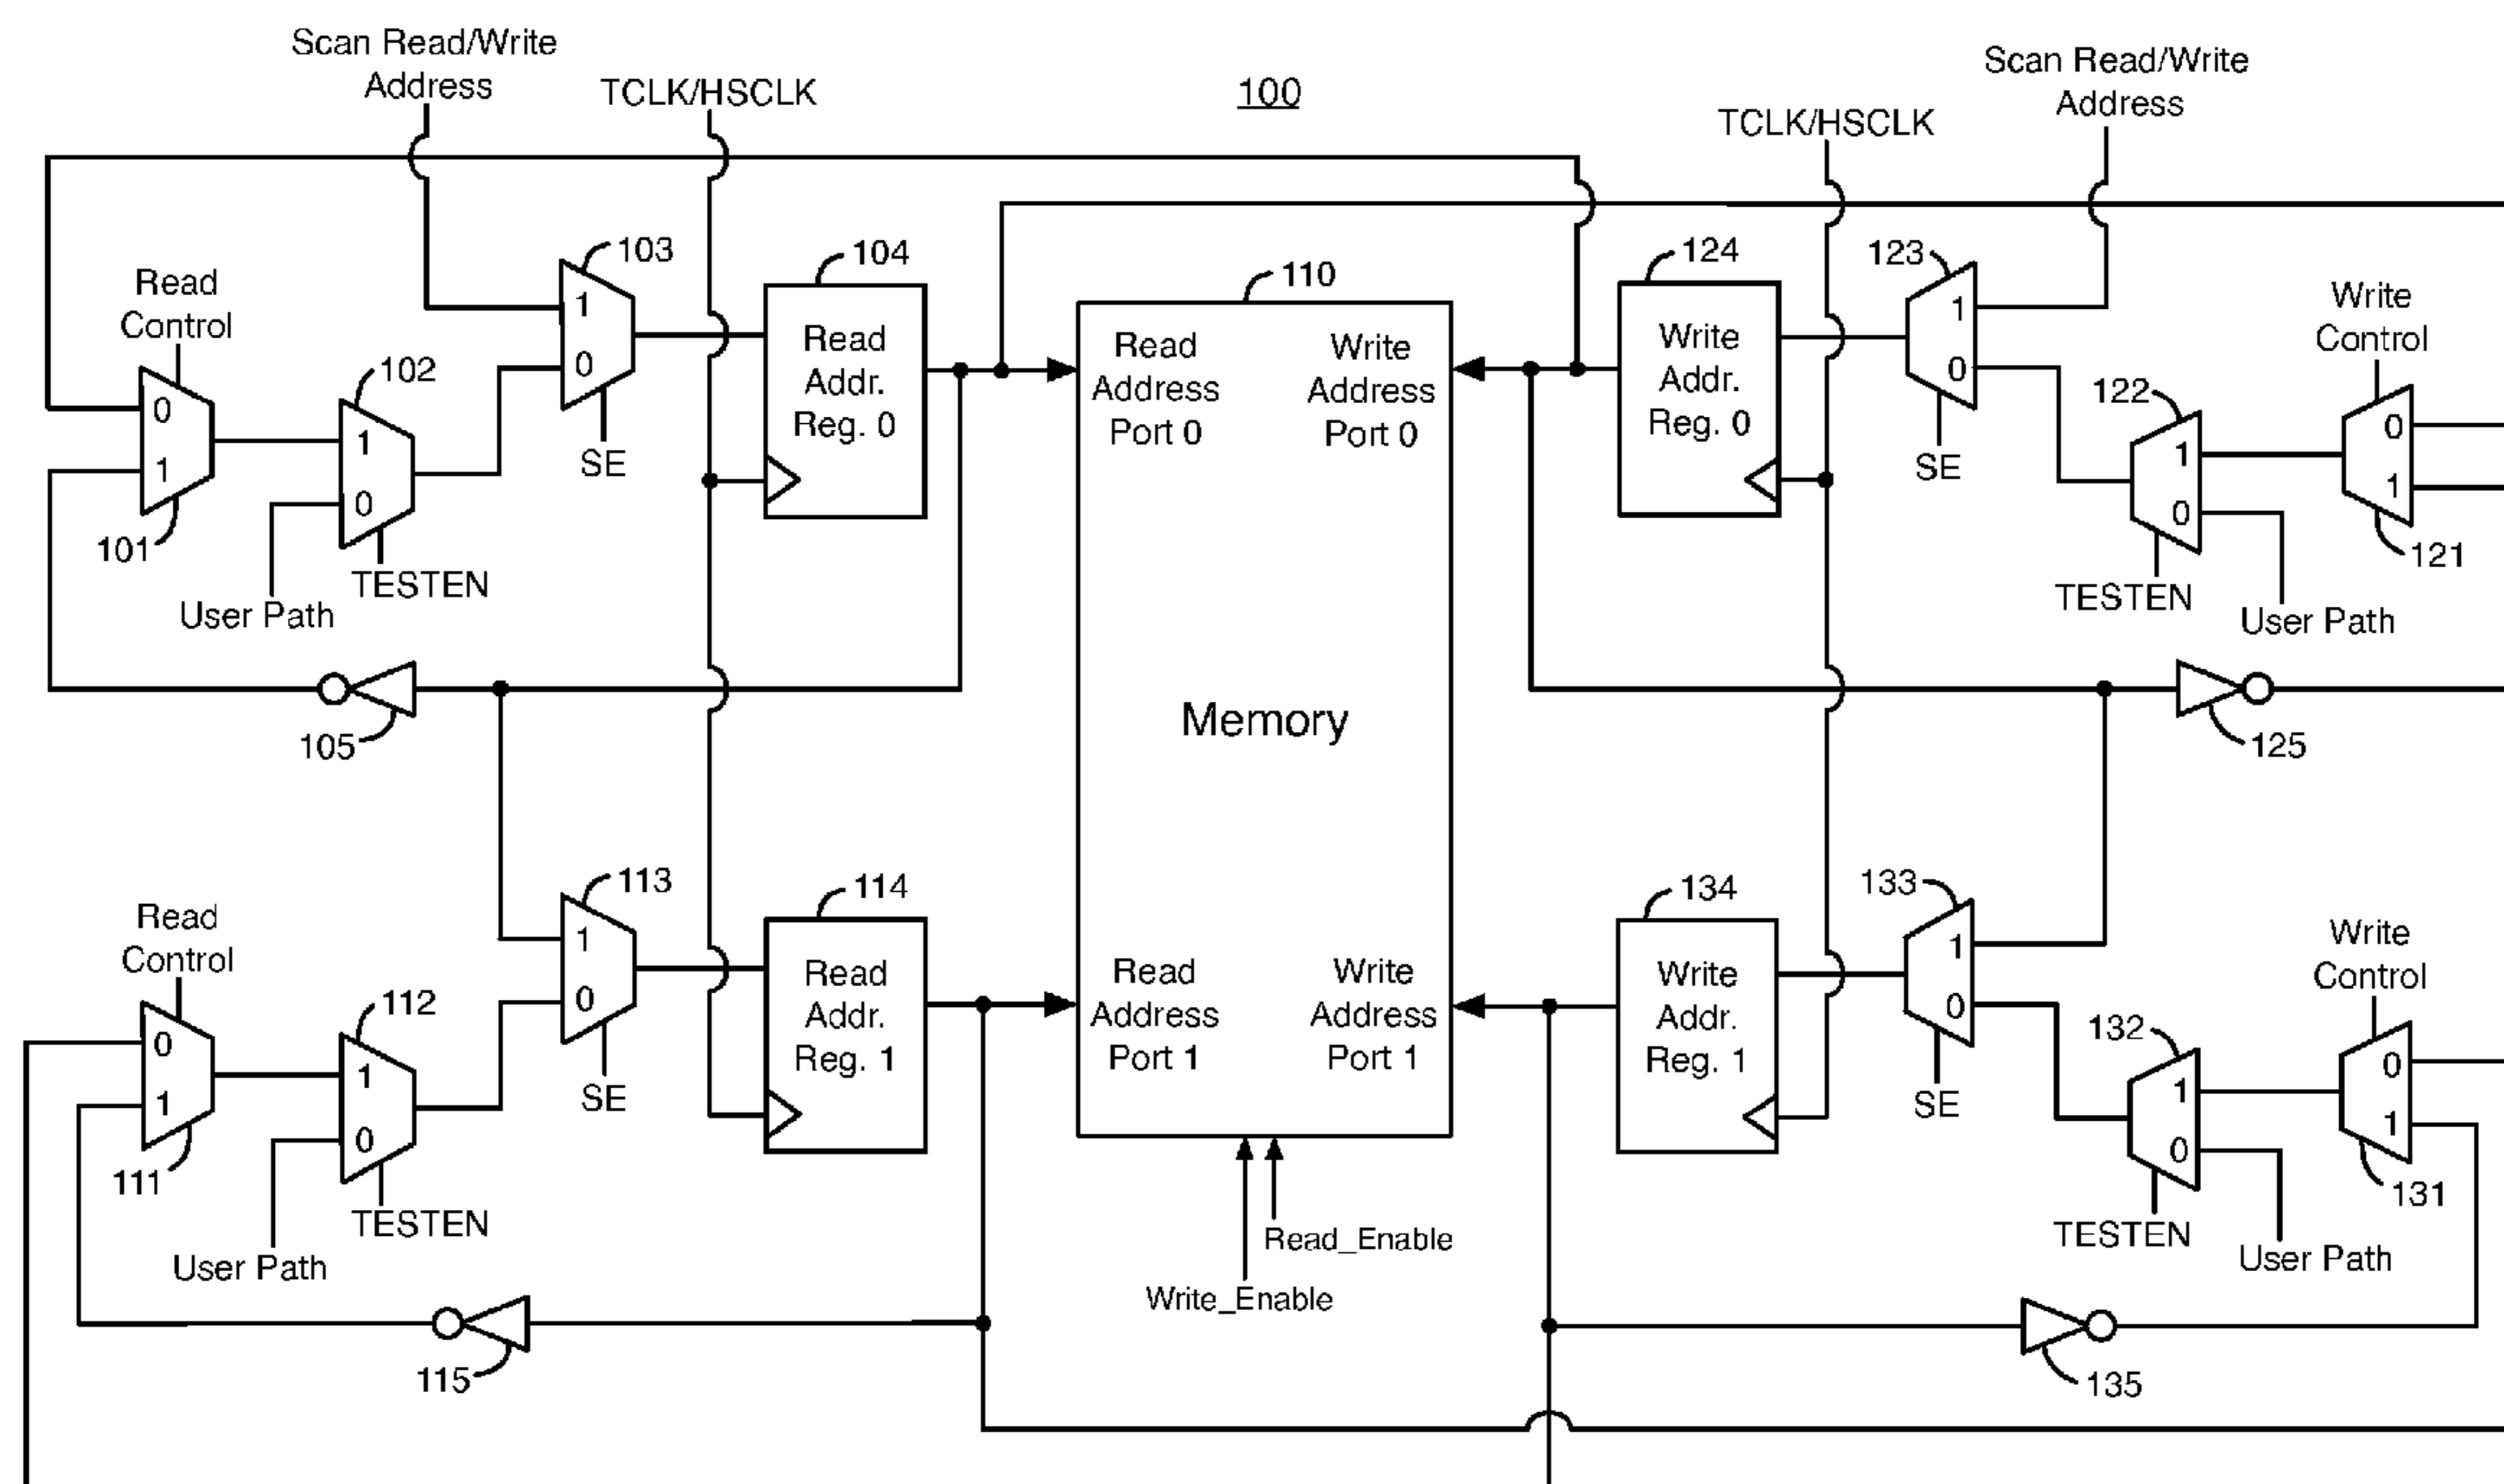 Scan Read/Write
Address
TCLK/HSCLK
100
TCLK/HSCLK
Scan Read/Write
Address
Read
Control
0
1
101
102
1
0
TESTEN
User Path
103
1
0
SE
104
Read
Addr.
Reg. 0
110
Read
Address
Port 0
Write
Address
Port 0
Memory
124
Write
Addr.
Reg. 0
123
1
0
SE
122
1
0
TESTEN
User Path
Write
Control
0
1
121
105
125
Read
Control
0
1
111
112
1
0
TESTEN
User Path
113
1
0
SE
114
Read
Addr.
Reg. 1
Read
Address
Port 1
Write
Address
Port 1
Read_Enable
Write_Enable
134
Write
Addr.
Reg. 1
133
1
0
SE
132
1
0
TESTEN
User Path
Write
Control
0
1
131
115
135